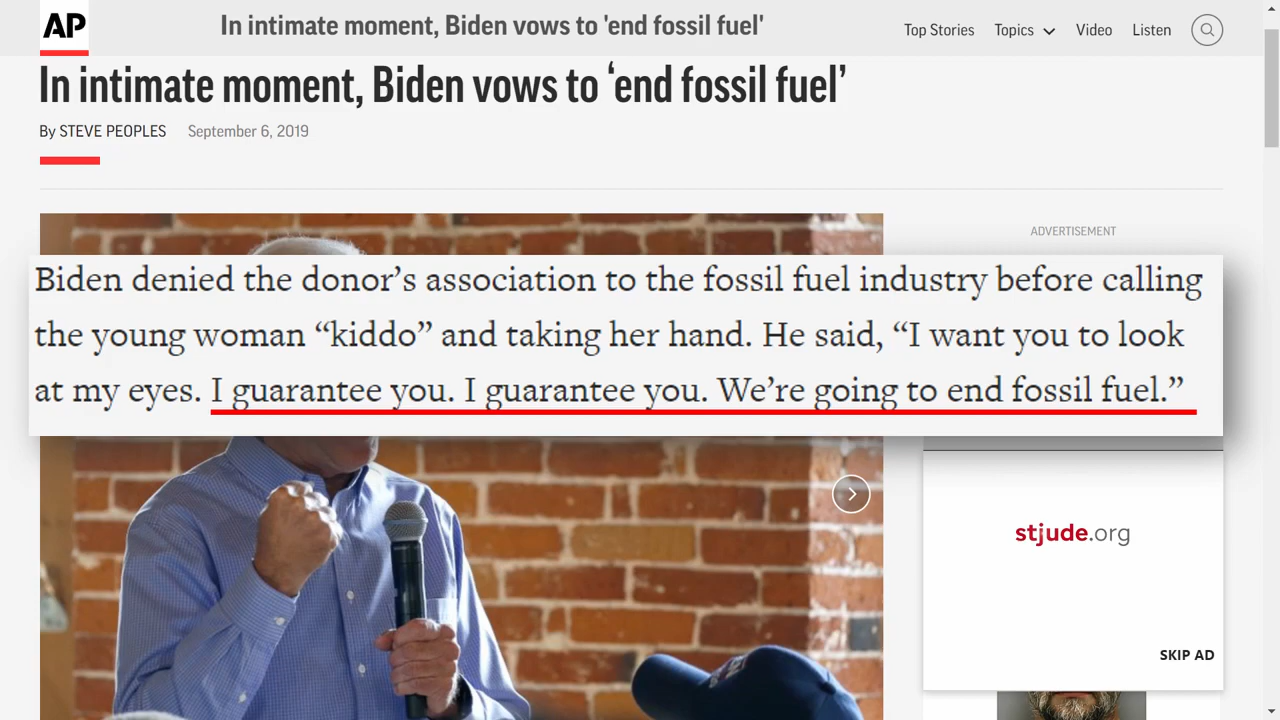 AP
In intimate moment, Biden vows to 'end fossil fuel'
Top Stories Topics Video Listen
In intimate moment, Biden vows to ‘end fossil fuel’
By STEVE PEOPLES September 6, 2019
ADVERTISEMENT
Biden denied the donor’s association to the fossil fuel industry before calling
the young woman “kiddo” and taking her hand. He said, “I want you to look
at my eyes. I guarantee you. I guarantee you. We’re going to end fossil fuel.”
stjude.org
SKIP AD